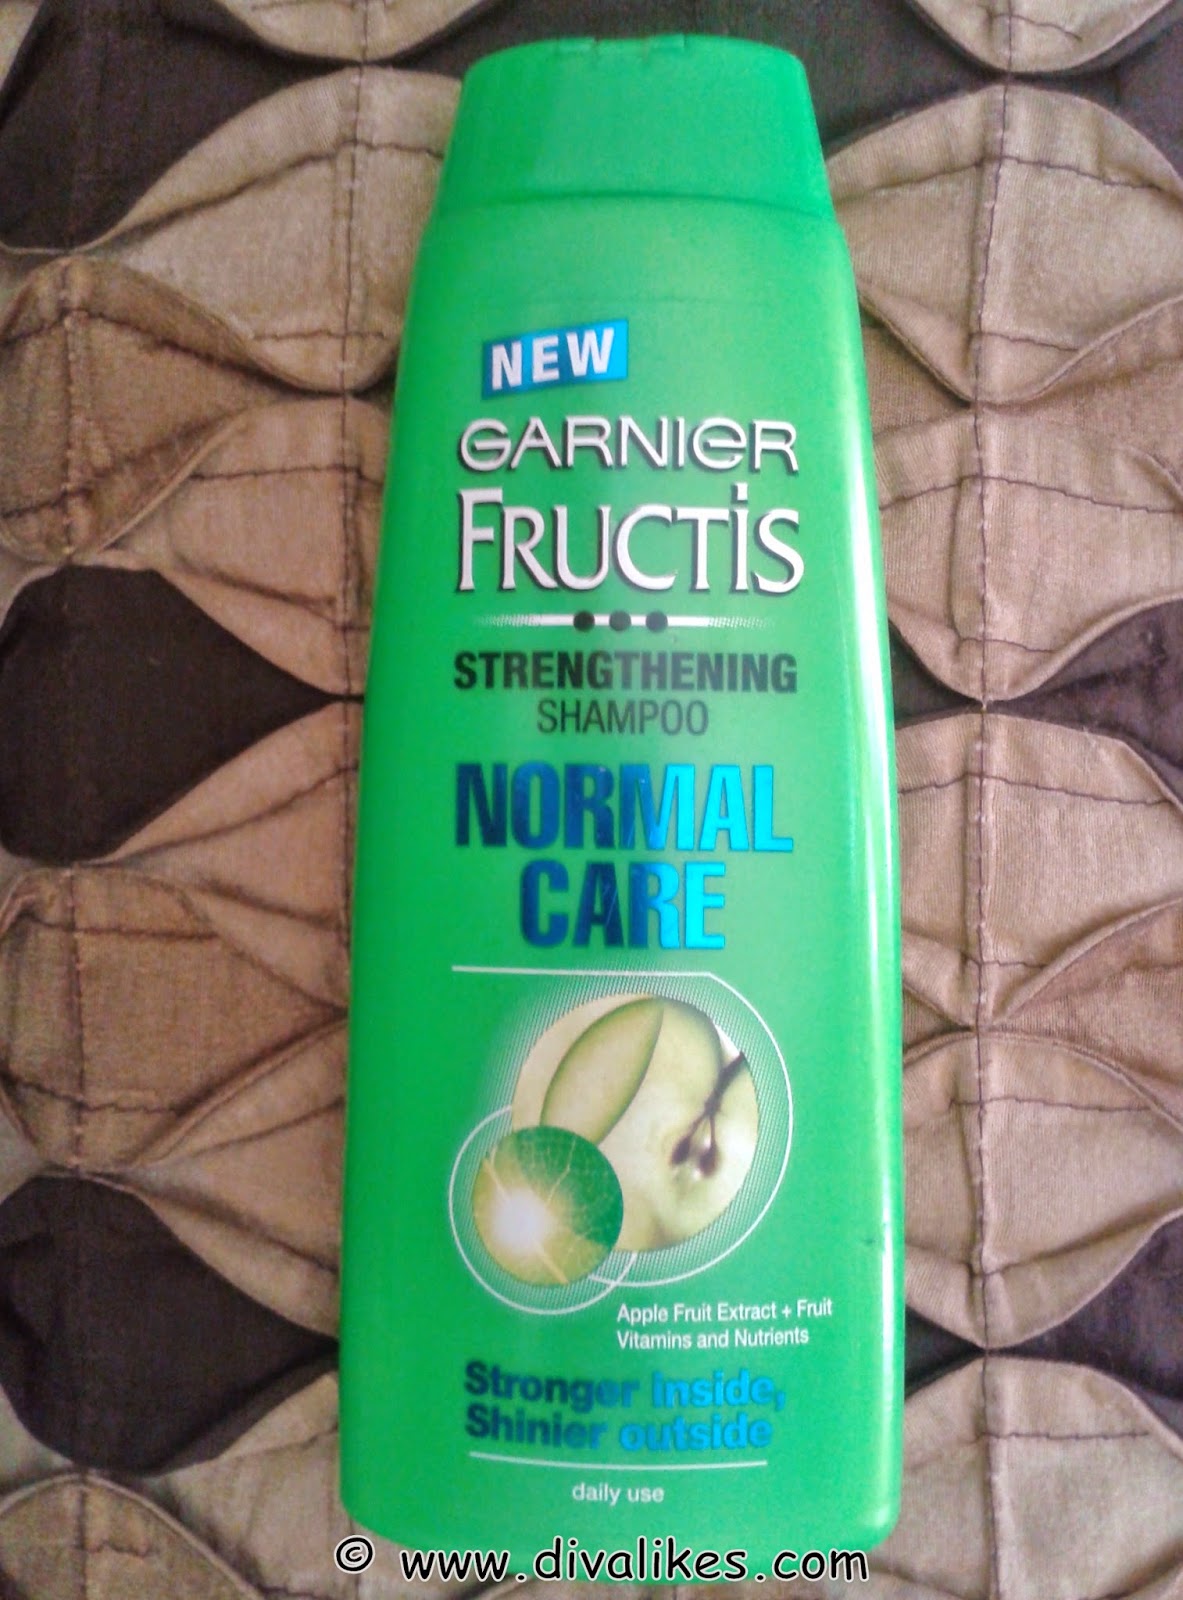 NEW
GARNIER
FRUCTIS
STRENGTHENING
SHAMPOO
NORMAL
CARE
Apple Fruit Extract + Fruit
Vitamins and Nutrients
Stronger inside,
Shinier outside
daily use
© www.divalikes.com